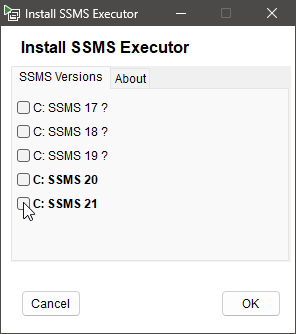 Install SSMS Executor
Install SSMS Executor
SSMS Versions About
C: SSMS 17 ?
C: SSMS 18 ?
C: SSMS 19 ?
C: SSMS 20
C: SSMS 21
Cancel OK